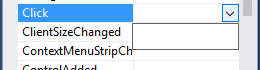 Click
ClientSizeChanged
ContextMenuStripCh
ControlAdded